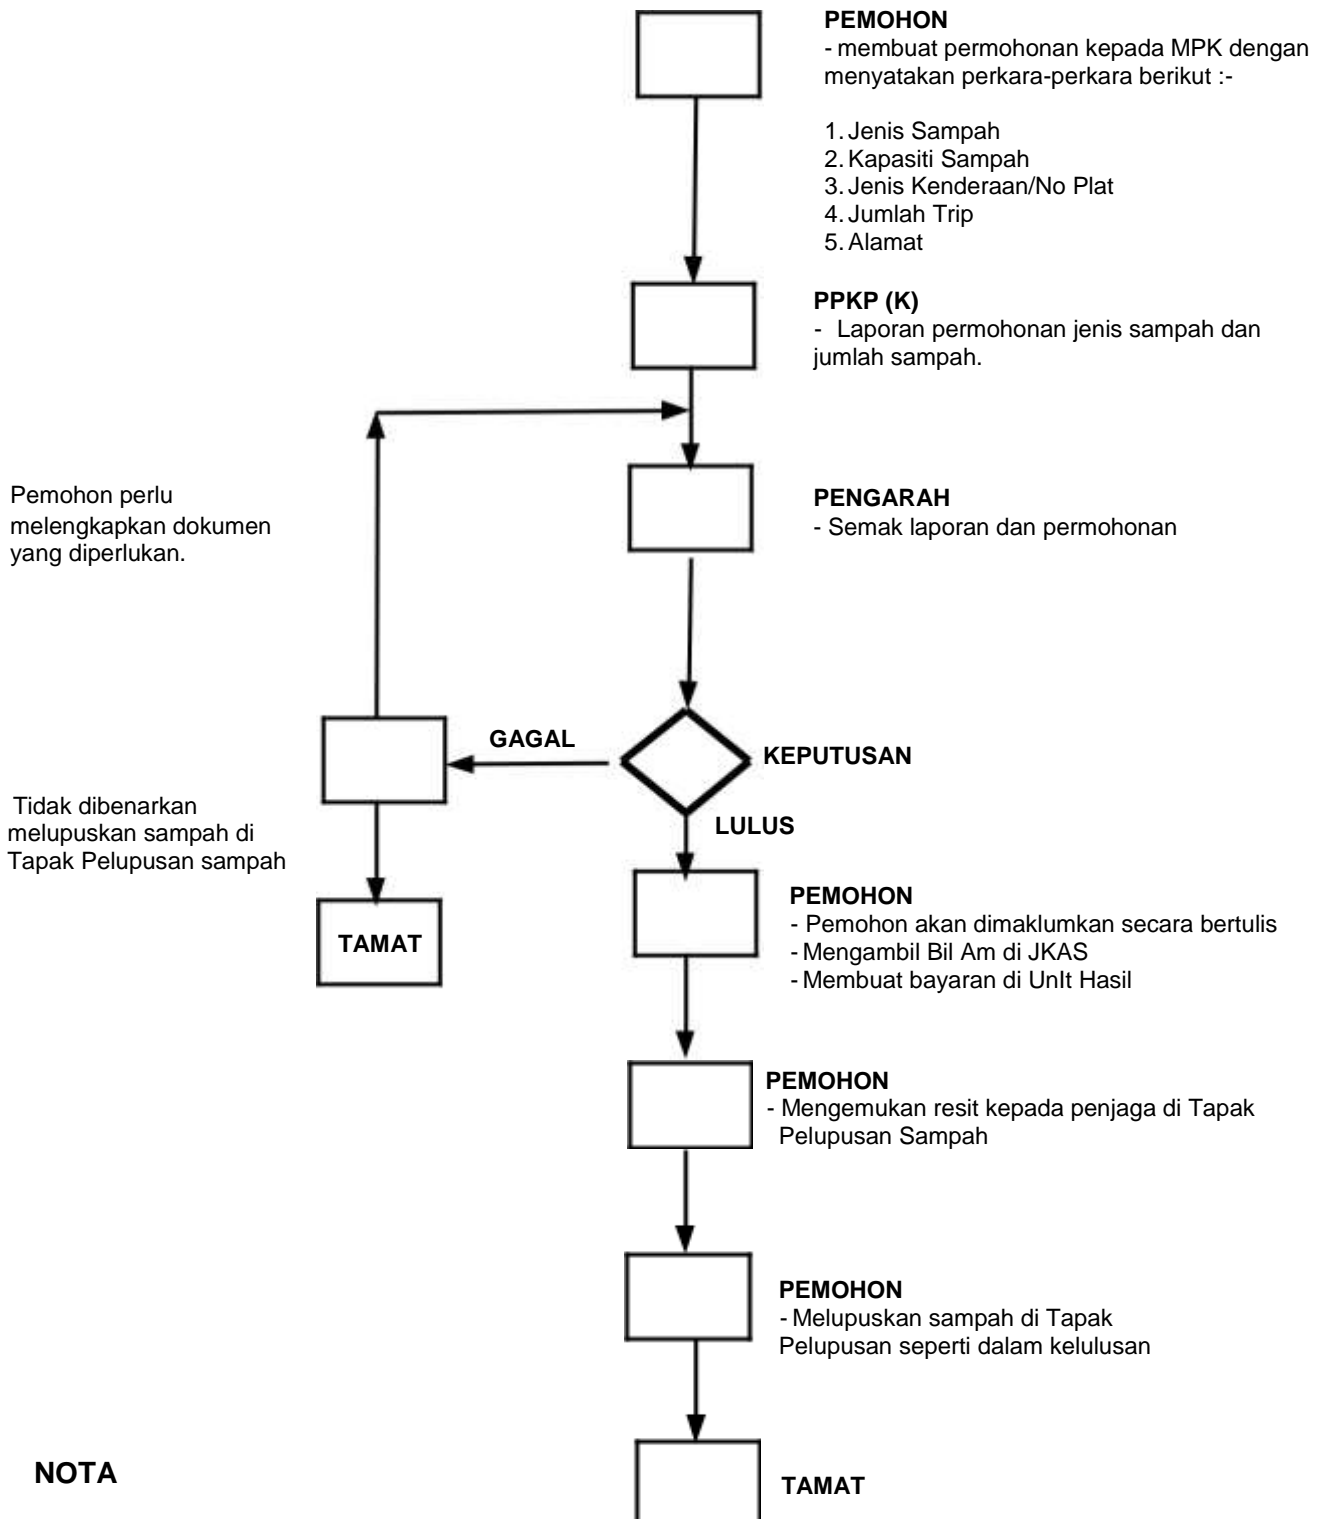 PEMOHON
- membuat permohonan kepada MPK dengan
menyatakan perkara-perkara berikut :-
1. Jenis Sampah
2. Kapasiti Sampah
3. Jenis Kenderaan/No Plat
4. Jumlah Trip
5. Alamat
PPKP (K)
- Laporan permohonan jenis sampah dan
jumlah sampah.
Pemohon perlu
melengkapkan dokumen
yang diperlukan.
PENGARAH
- Semak laporan dan permohonan
GAGAL
KEPUTUSAN
Tidak dibenarkan
melupuskan sampah di
Tapak Pelupusan sampah
LULUS
TAMAT
PEMOHON
- Pemohon akan dimaklumkan secara bertulis
- Mengambil Bil Am di JKAS
- Membuat bayaran di UnIt Hasil
PEMOHON
- Mengemukan resit kepada penjaga di Tapak
Pelupusan Sampah
PEMOHON
- Melupuskan sampah di Tapak
Pelupusan seperti dalam kelulusan
NOTA
TAMAT